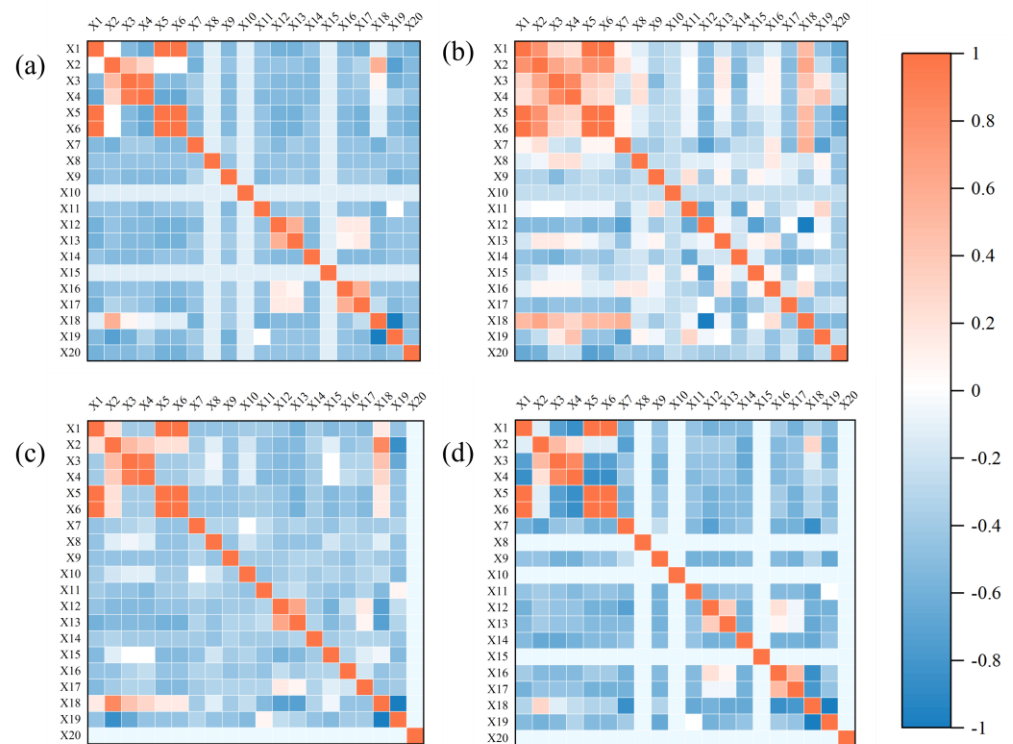 X1 X2 X3 X4 X5 X6 X7 X8 X9 X10 X11 X12 X13 X14 X15 X16 X17 X18 X19 X20
(a)
X1
X2
X3
X4
X5
X6
X7
X8
X9
X10
X11
X12
X13
X14
X15
X16
X17
X18
X19
X20
X1 X2 X3 X4 X5 X6 X7 X8 X9 X10 X11 X12 X13 X14 X15 X16 X17 X18 X19 X20
(b)
X1
X2
X3
X4
X5
X6
X7
X8
X9
X10
X11
X12
X13
X14
X15
X16
X17
X18
X19
X20
X1 X2 X3 X4 X5 X6 X7 X8 X9 X10 X11 X12 X13 X14 X15 X16 X17 X18 X19 X20
(c)
X1
X2
X3
X4
X5
X6
X7
X8
X9
X10
X11
X12
X13
X14
X15
X16
X17
X18
X19
X20
X1 X2 X3 X4 X5 X6 X7 X8 X9 X10 X11 X12 X13 X14 X15 X16 X17 X18 X19 X20
(d)
X1
X2
X3
X4
X5
X6
X7
X8
X9
X10
X11
X12
X13
X14
X15
X16
X17
X18
X19
X20
1
0.8
0.6
0.4
0.2
0
-0.2
-0.4
-0.6
-0.8
-1